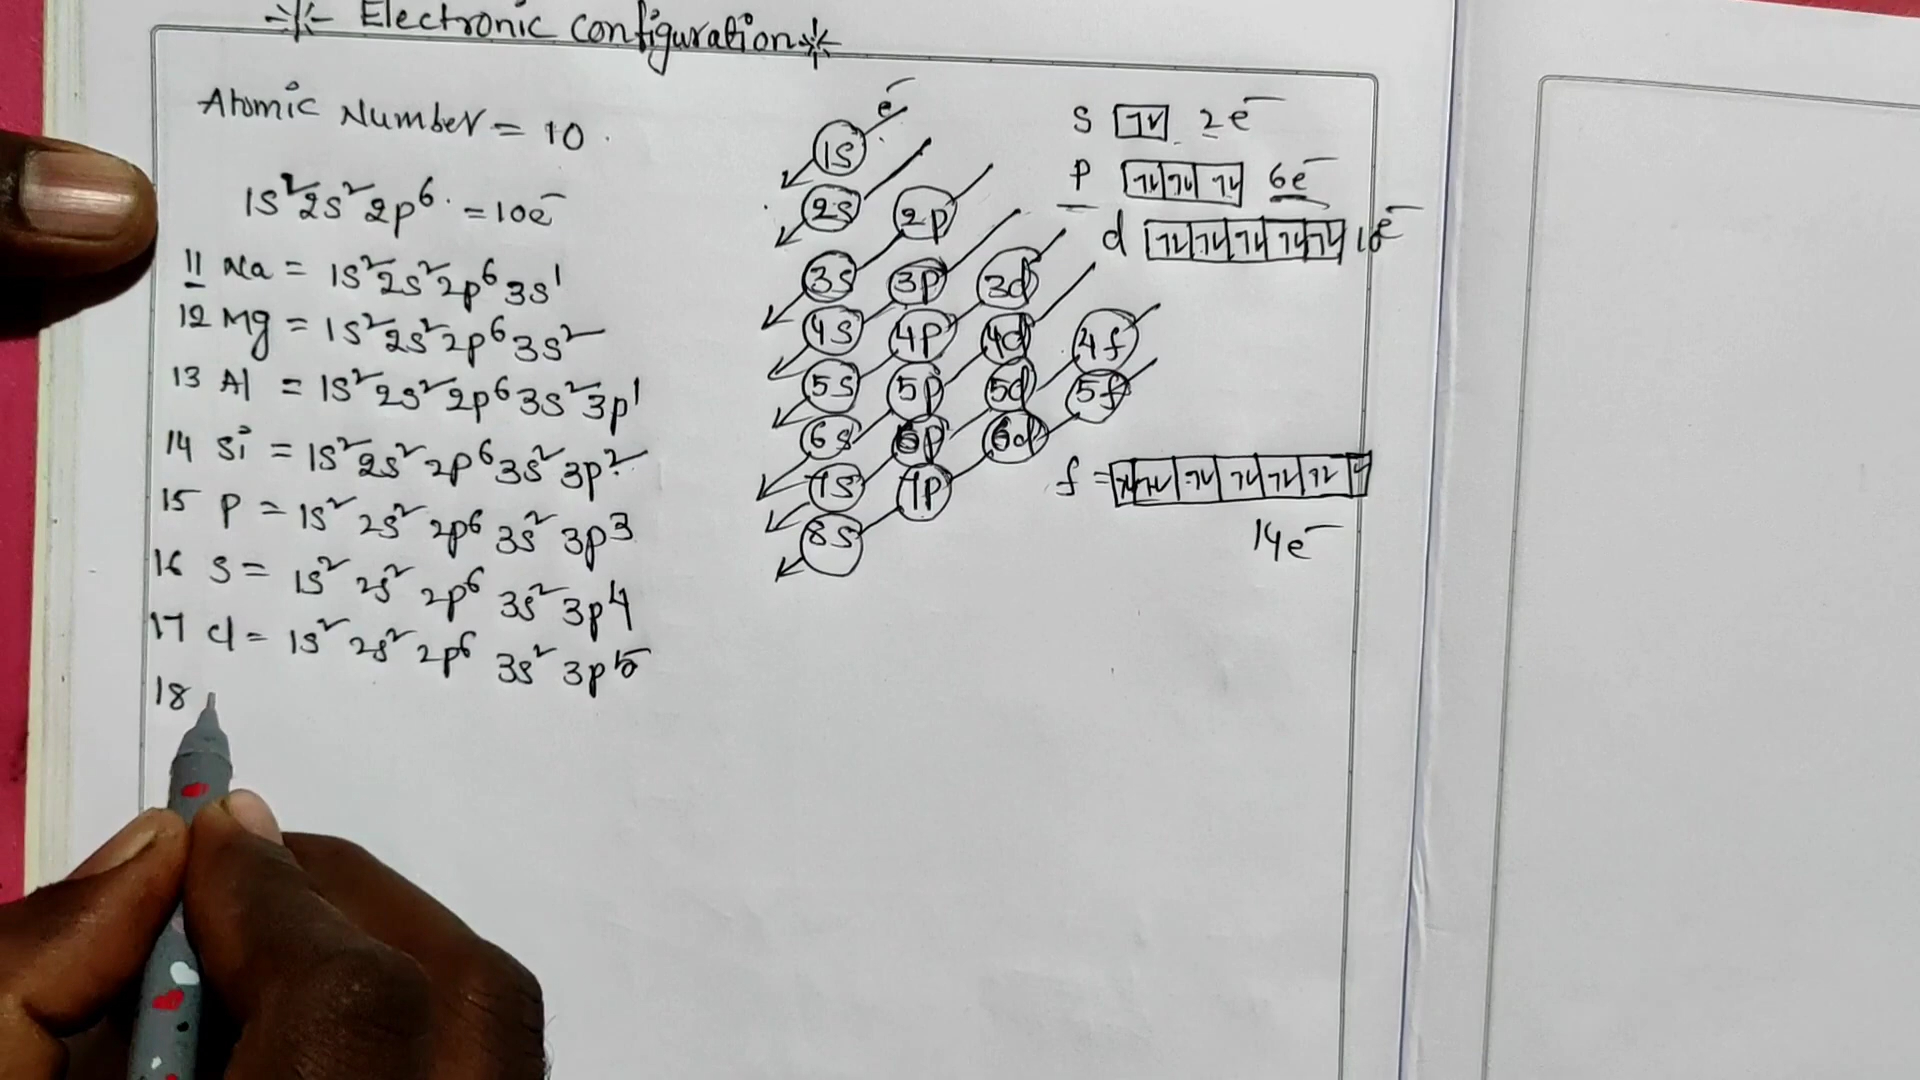 Electronic Configuration
Atomic Number = 10
1s² 2s² 2p⁶ = 10e⁻
11 Na = 1s² 2s² 2p⁶ 3s¹
12 Mg = 1s² 2s² 2p⁶ 3s²
13 Al = 1s² 2s² 2p⁶ 3s² 3p¹
14 Si = 1s² 2s² 2p⁶ 3s² 3p²
15 P = 1s² 2s² 2p⁶ 3s² 3p³
16 S = 1s² 2s² 2p⁶ 3s² 3p⁴
17 Cl = 1s² 2s² 2p⁶ 3s² 3p⁵
18
e⁻
1s
2s 2p
3s 3p 3d
4s 4p 4d 4f
5s 5p 5d 5f
6s 6p 6d
7s 7p
8s
S 2e⁻
P 6e⁻
d 10e⁻
f =
14e⁻